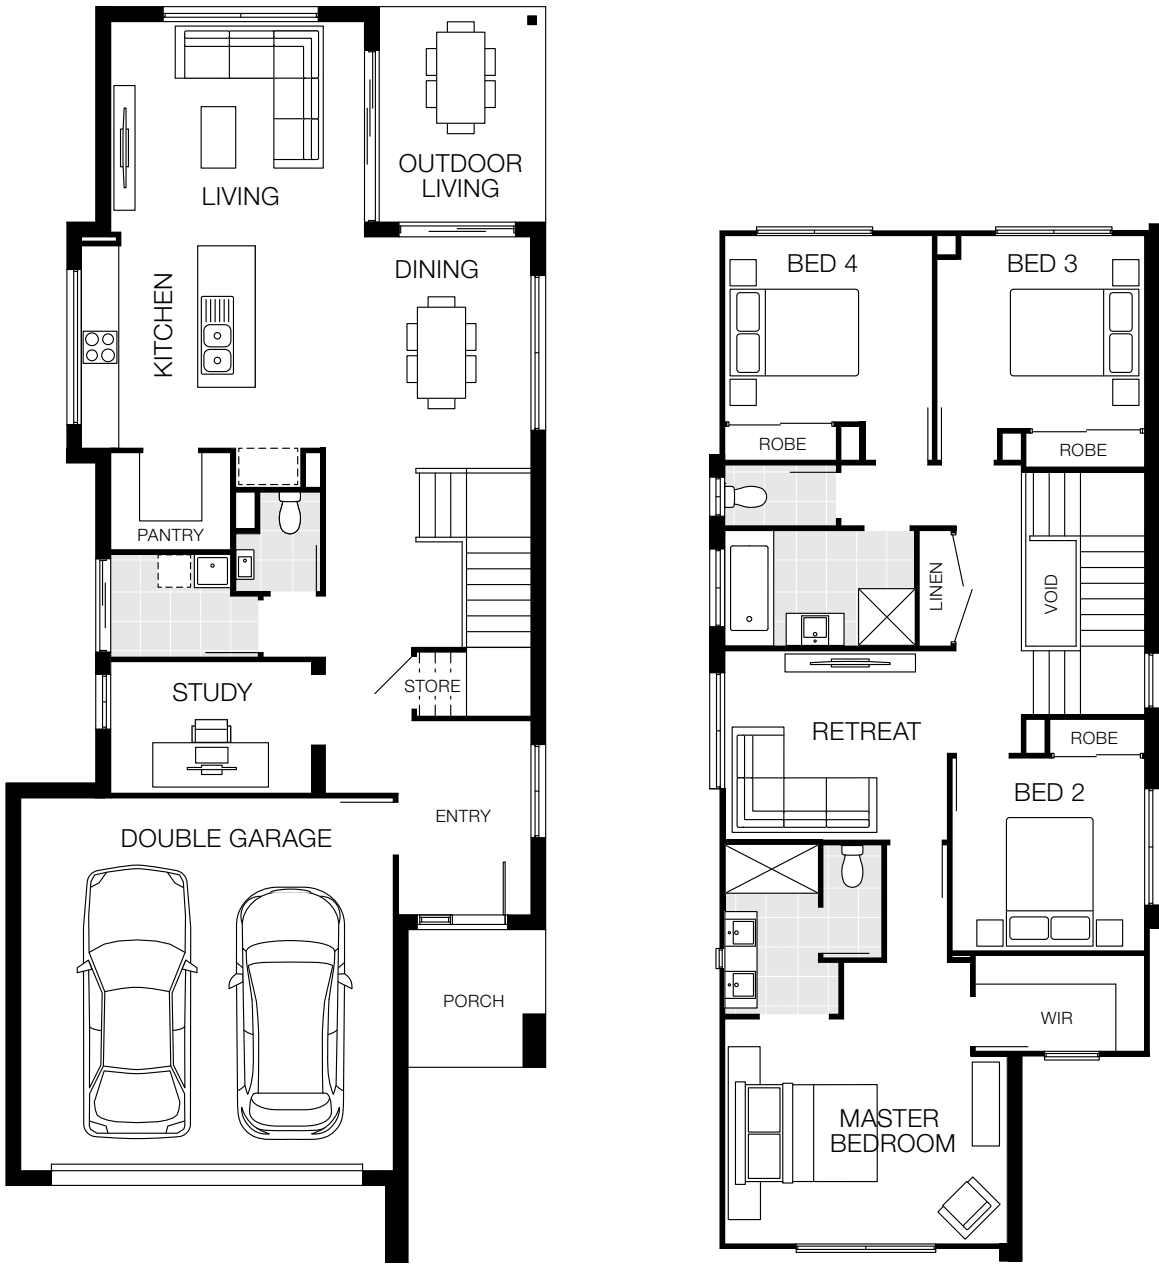 LIVING
OUTDOOR
LIVING
KITCHEN
DINING
PANTRY
STUDY
STORE
ENTRY
DOUBLE GARAGE
PORCH
BED 4
BED 3
ROBE
ROBE
LINEN
VOID
RETREAT
ROBE
BED 2
WIR
MASTER
BEDROOM